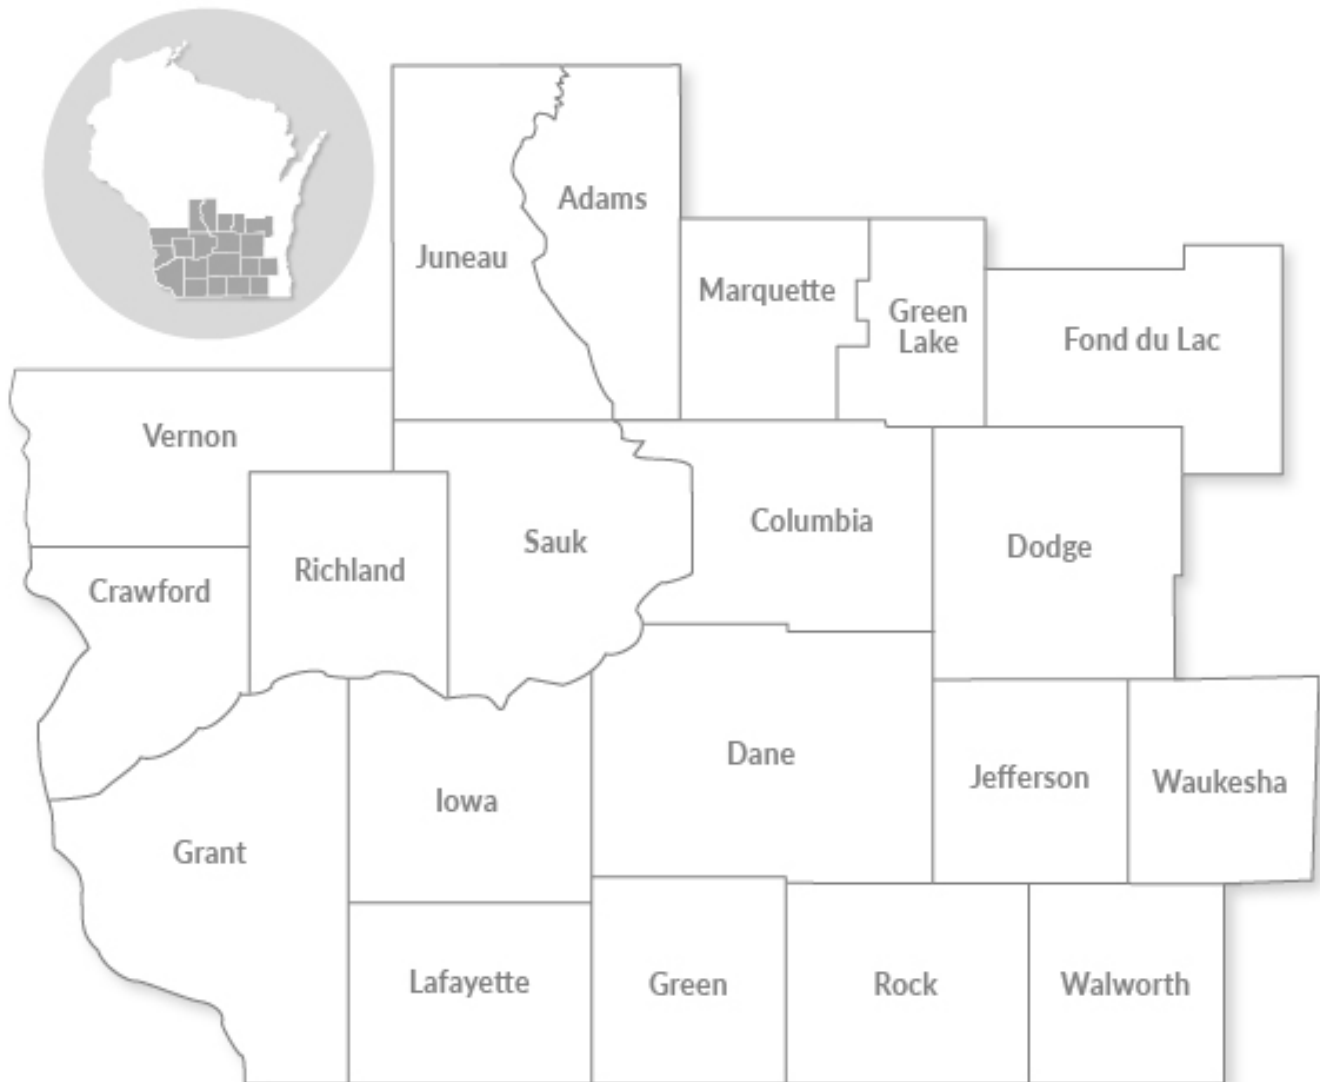 Adams
Juneau
Marquette
Green
Lake
Fond du Lac
Vernon
Columbia
Sauk
Dodge
Richland
Crawford
Dane
Jefferson
Waukesha
Iowa
Grant
Lafayette
Green
Rock
Walworth